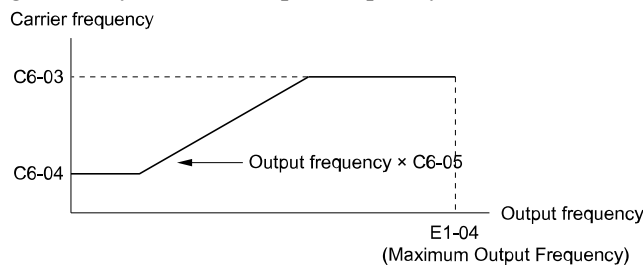 Carrier frequency
C6-03
C6-04
Output frequency × C6-05
Output frequency
E1-04
(Maximum Output Frequency)